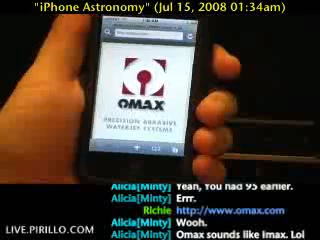 "iPhone Astronomy" (Jul 15, 2008 01:34am)
OMAX
PRECISION ABRASIVE
WATERJET SYSTEMS
Alicia[Minty] Yeah, You had 95 earlier.
Alicia[Minty] Errr.
Richie http://www.omax.com
Alicia[Minty] Wooh.
LIVE.PIRILLO.COM Alicia[Minty] Omax sounds like Imax. Lol